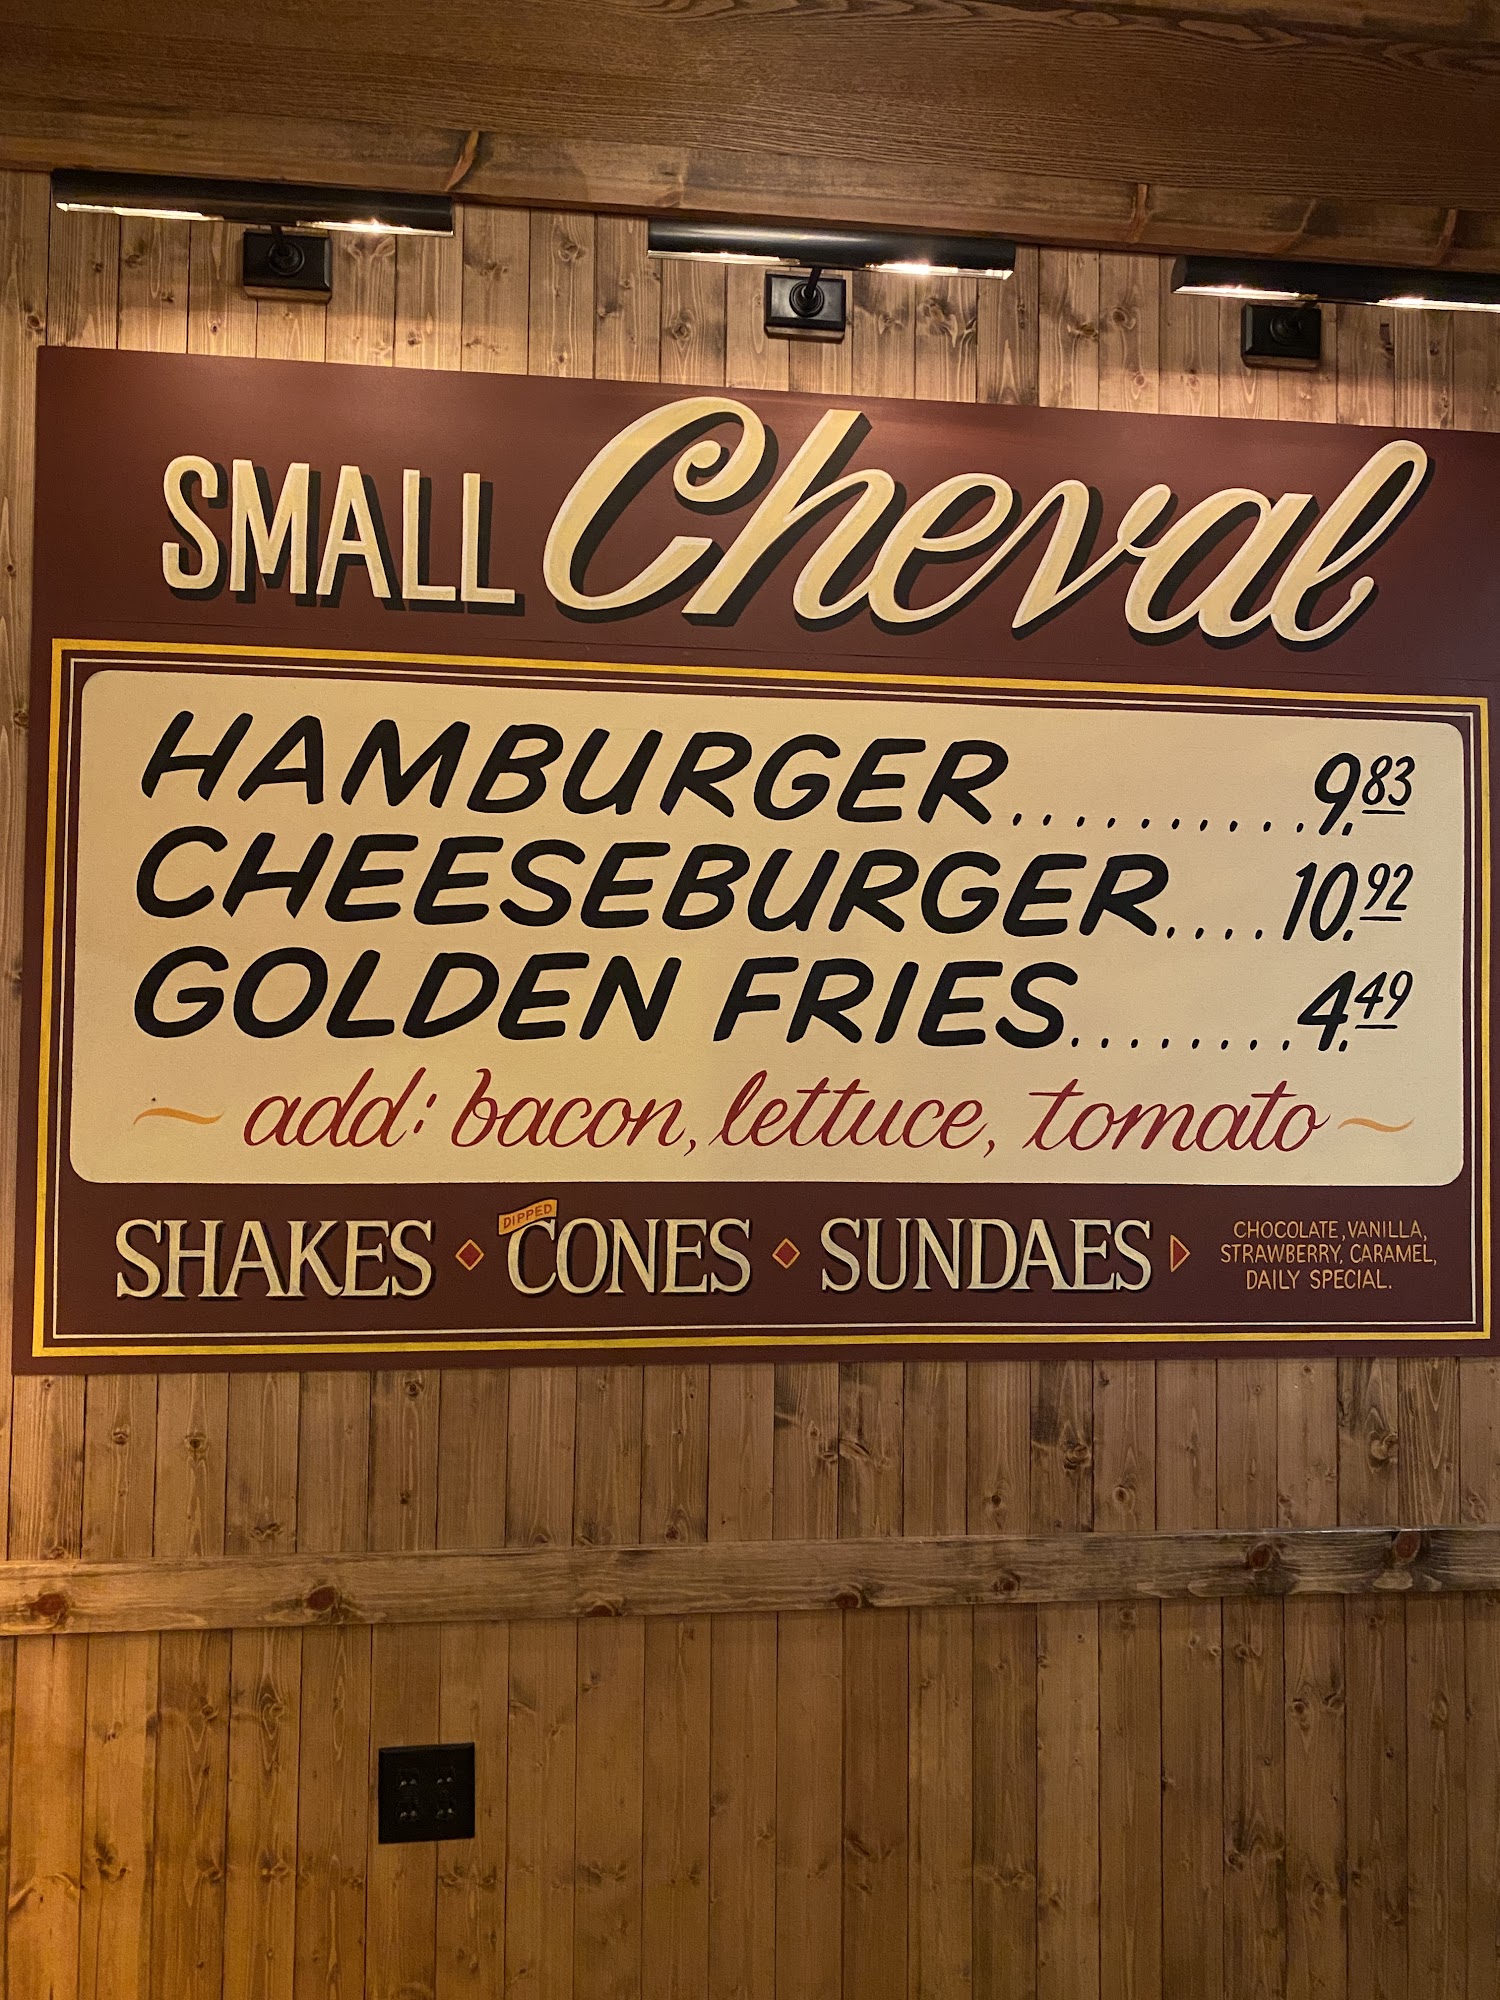 SMALL Cheval
HAMBURGER...........9.83
CHEESEBURGER....10.92
GOLDEN FRIES........4.49
~ add: bacon, lettuce, tomato ~
SHAKES ♦ DIPPED CONES ♦ SUNDAES ▶
CHOCOLATE, VANILLA,
STRAWBERRY, CARAMEL,
DAILY SPECIAL.